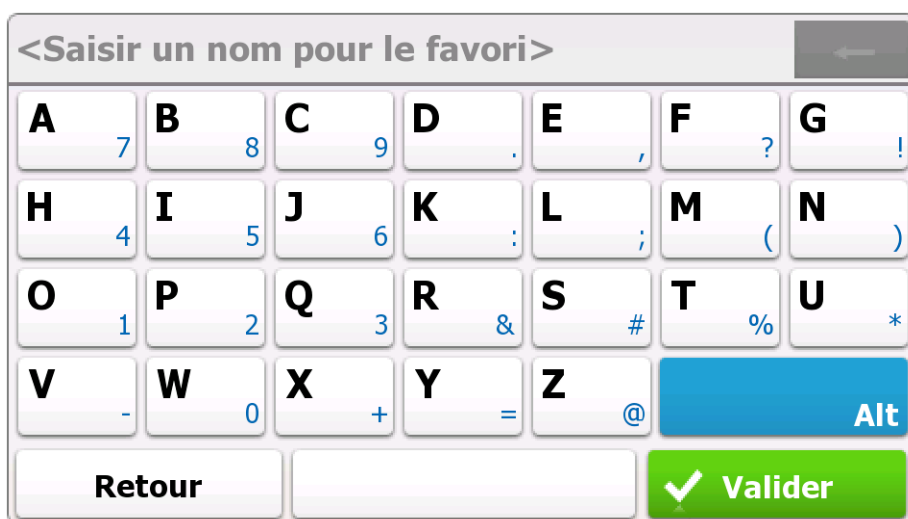 <Saisir un nom pour le favori> ←
A 7 B 8 C 9 D . E , F ? G !
H 4 I 5 J 6 K : L ; M ( N )
O 1 P 2 Q 3 R & S # T % U *
V - W 0 X + Y = Z @ Alt
Retour Valider